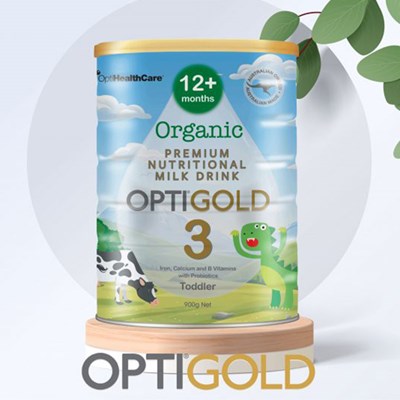 OptiHealthCare
12+
months
Organic
PREMIUM
NUTRITIONAL
MILK DRINK
OPTIGOLD
3
Iron, Calcium and B Vitamins
with Prebiotics
Toddler
900g Net
OPTIGOLD